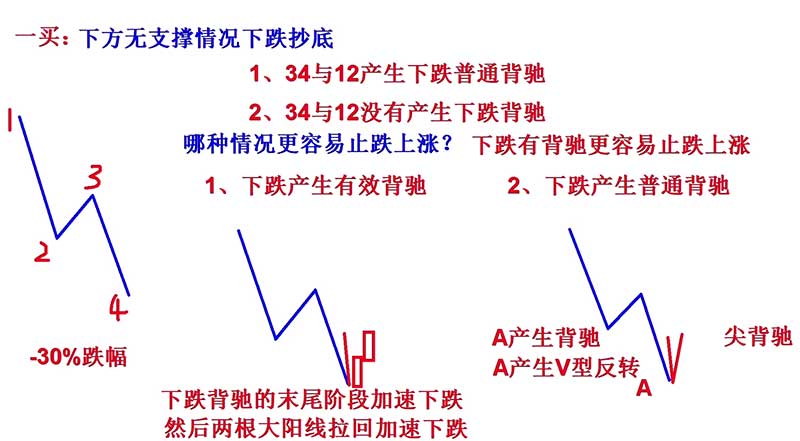 一买：下方无支撑情况下跌抄底
1、34与12产生下跌普通背驰
2、34与12没有产生下跌背驰
哪种情况更容易止跌上涨？ 下跌有背驰更容易止跌上涨
1、下跌产生有效背驰
2、下跌产生普通背驰
1
2
3
4
-30%跌幅
下跌背驰的末尾阶段加速下跌
然后两根大阳线拉回加速下跌
A产生背驰
A产生V型反转
A
尖背驰